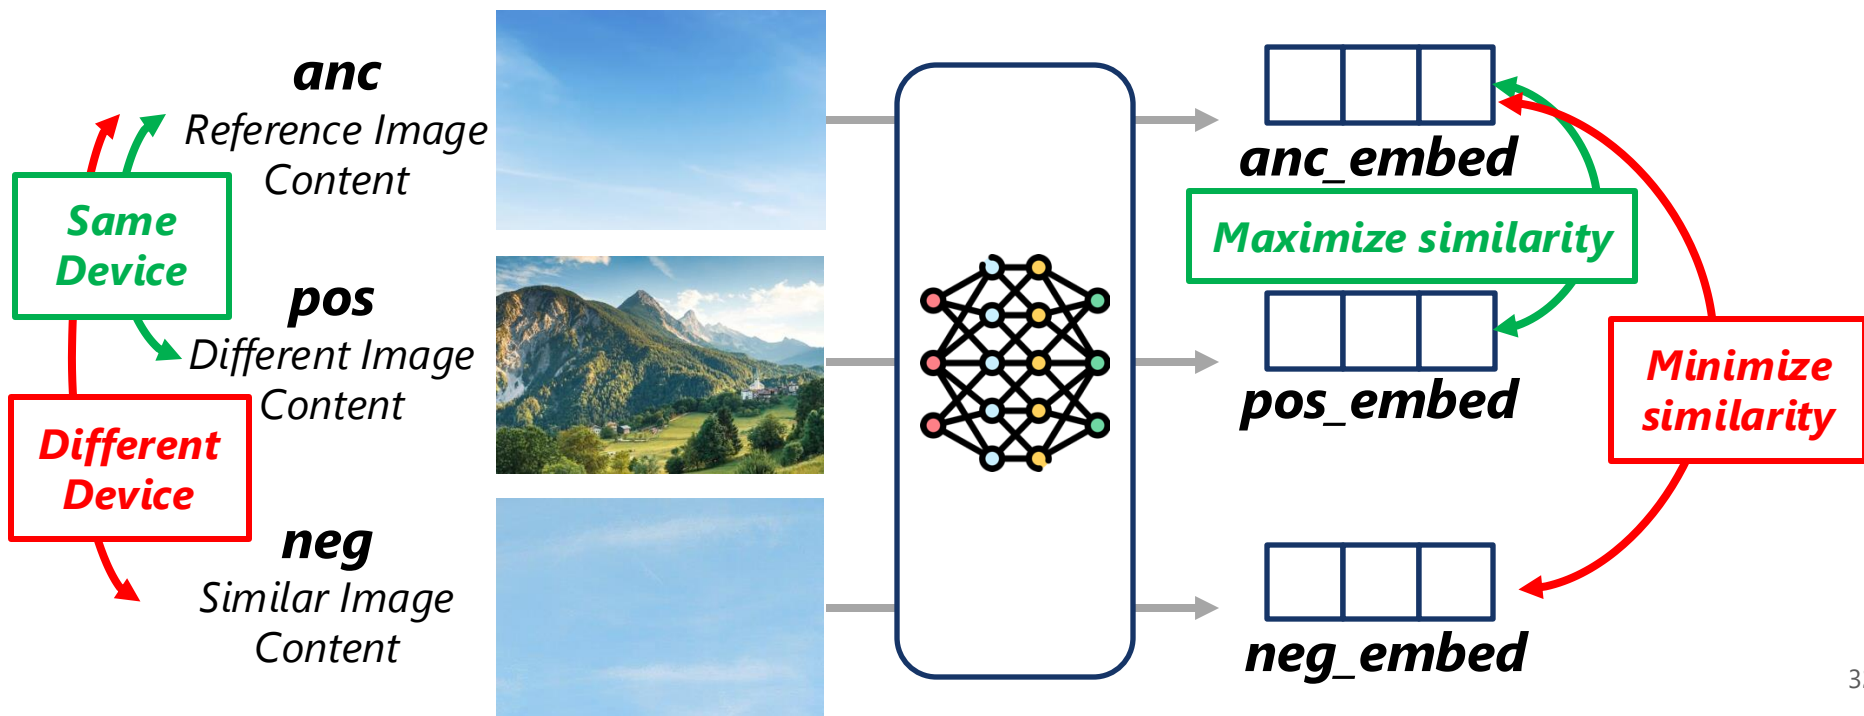 anc
Reference Image
Content
Same
Device
pos
Different Image
Content
Different
Device
neg
Similar Image
Content
anc_embed
Maximize similarity
pos_embed
Minimize
similarity
neg_embed